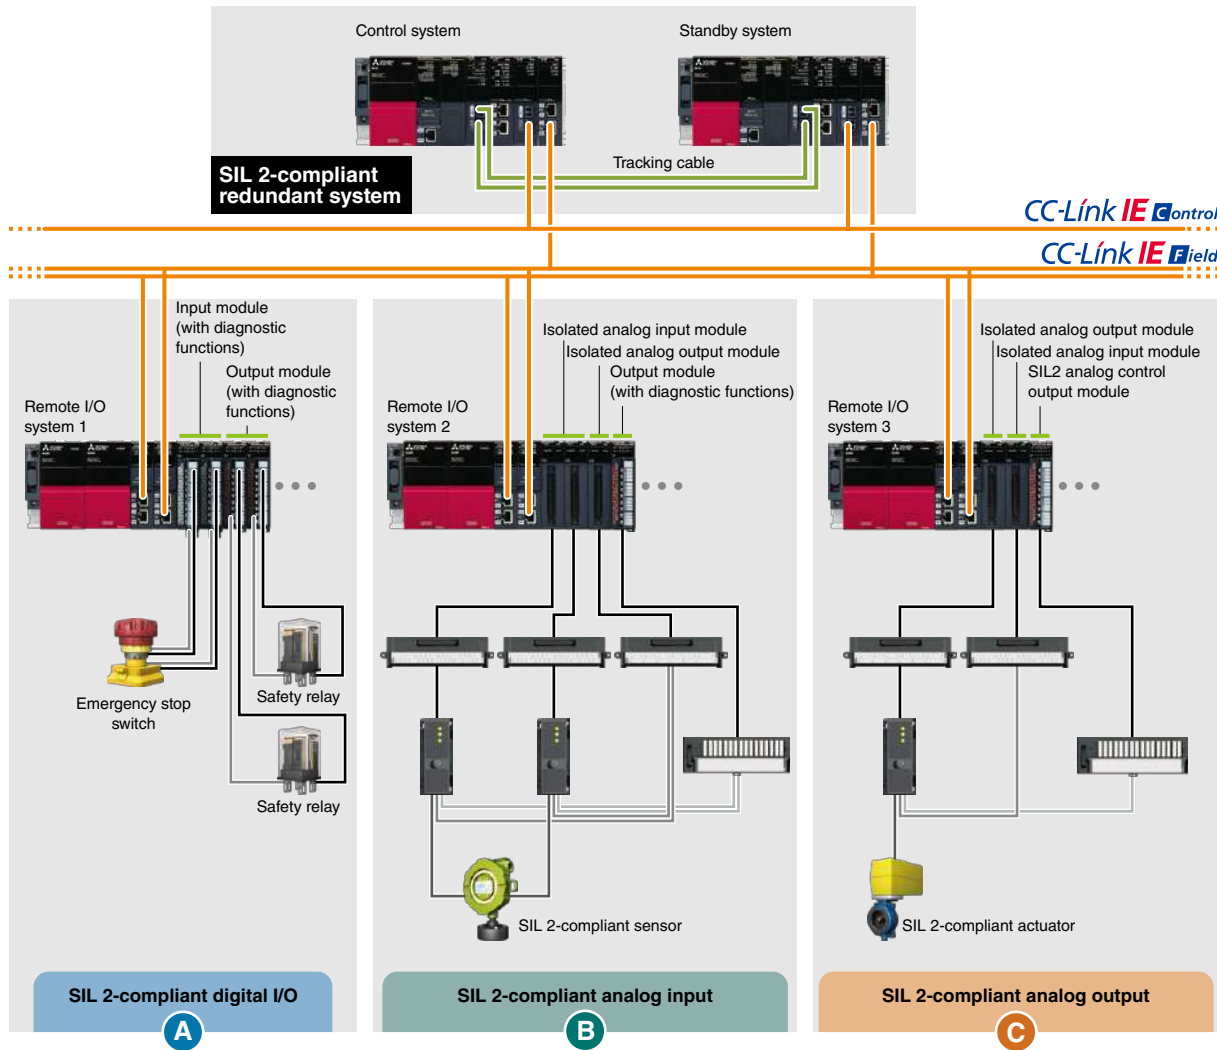 Control system
Standby system
Tracking cable
SIL 2-compliant
redundant system
CC-Link IE Control
CC-Link IE Field
Input module
(with diagnostic
functions)
Output module
(with diagnostic
functions)
Remote I/O
system 1
Emergency stop
switch
Safety relay
Safety relay
SIL 2-compliant digital I/O
A
Isolated analog input module
Isolated analog output module
Output module
(with diagnostic functions)
Remote I/O
system 2
SIL 2-compliant sensor
SIL 2-compliant analog input
B
Isolated analog output module
Isolated analog input module
SIL2 analog control
output module
Remote I/O
system 3
SIL 2-compliant actuator
SIL 2-compliant analog output
C